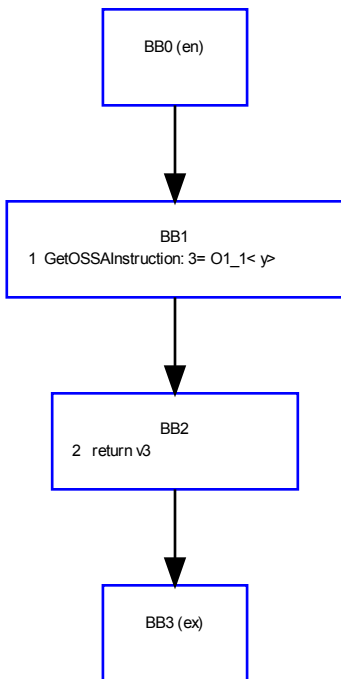 BB0 (en)
BB1
1 GetOSSAInstruction: 3= O1_1< y>
BB2
2 return v3
BB3 (ex)